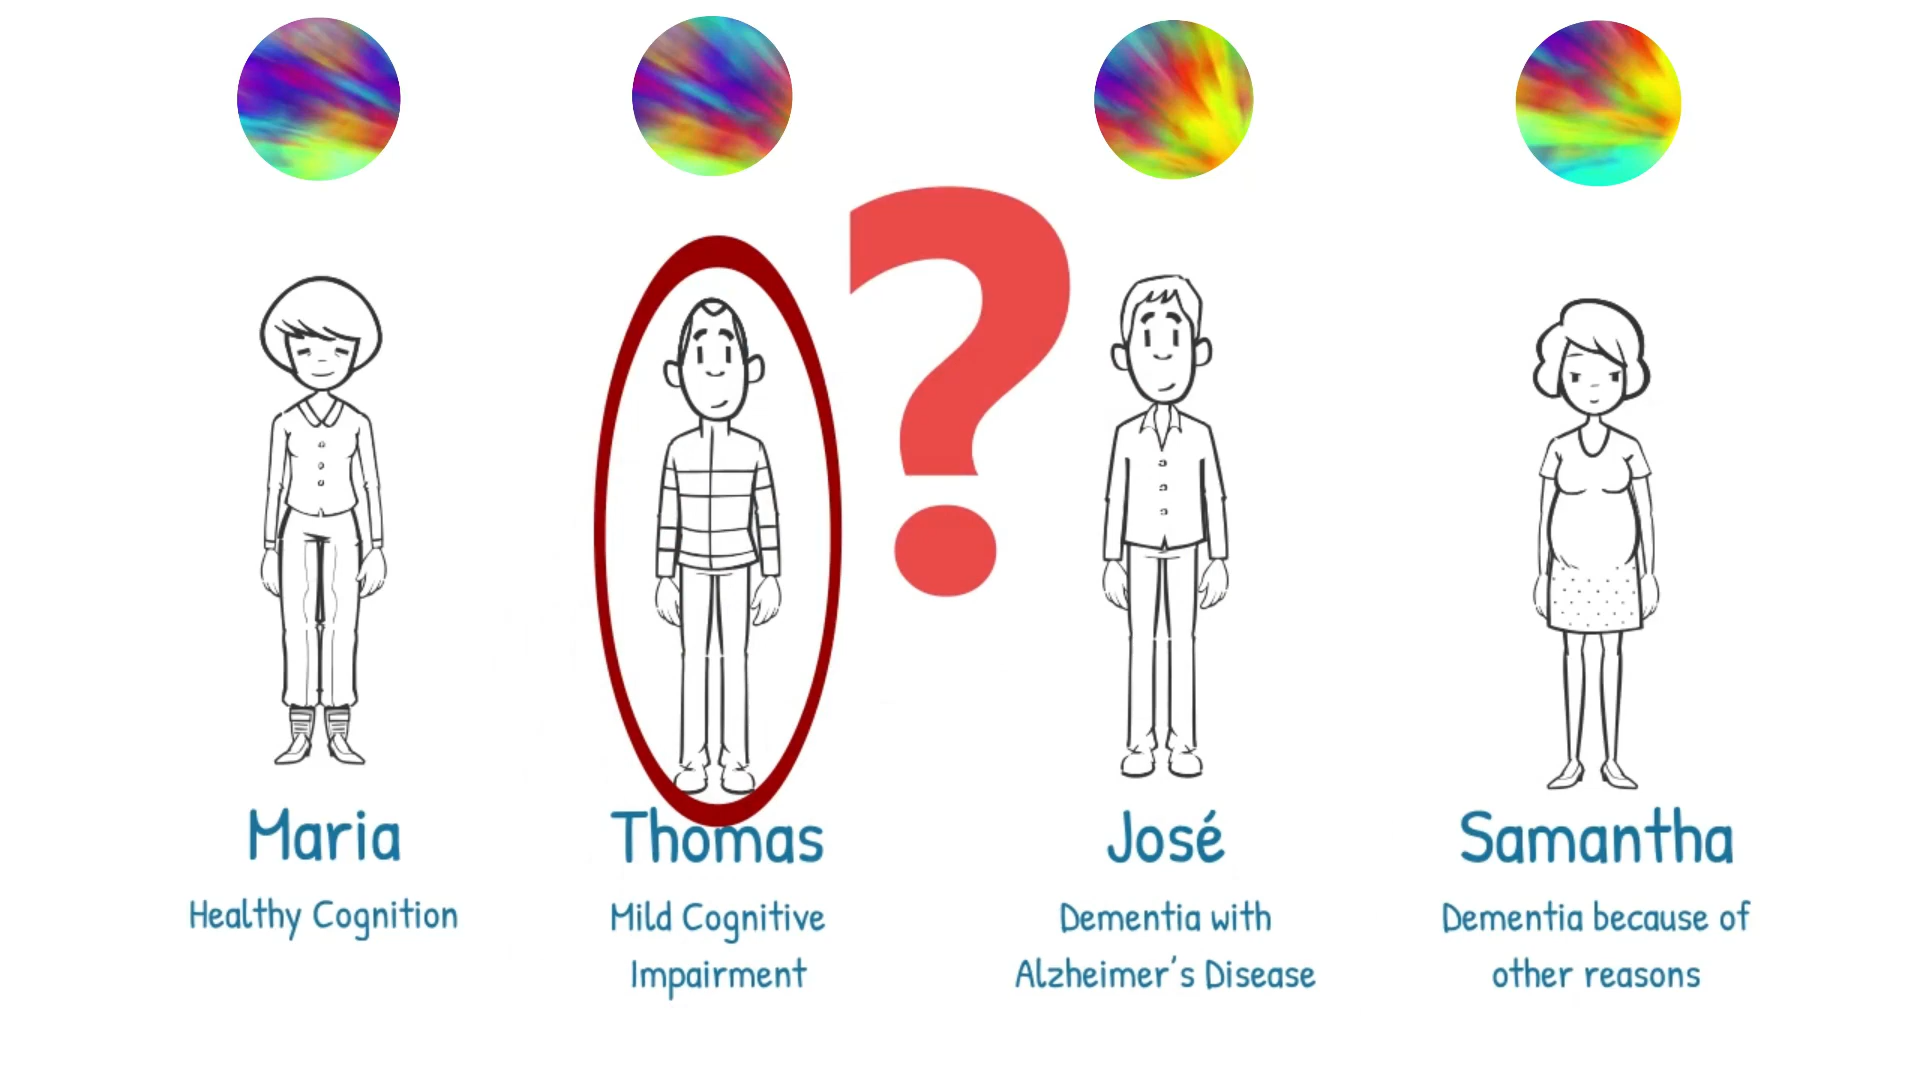 ?
Maria
Thomas
José
Samantha
Healthy Cognition
Mild Cognitive
Impairment
Dementia with
Alzheimer's Disease
Dementia because of
other reasons